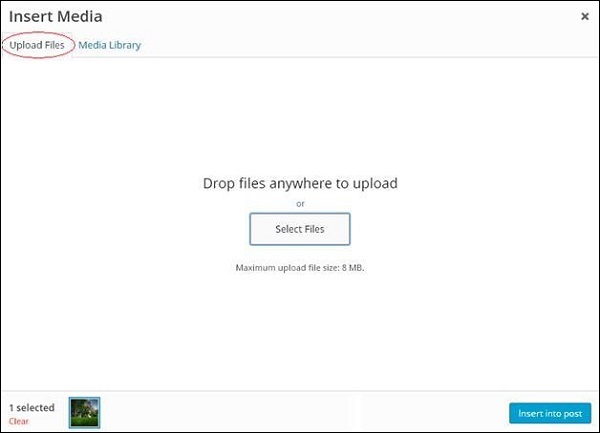 Insert Media
×
Upload Files Media Library
Drop files anywhere to upload
or
Select Files
Maximum upload file size: 8 MB.
1 selected
Clear
Insert into post